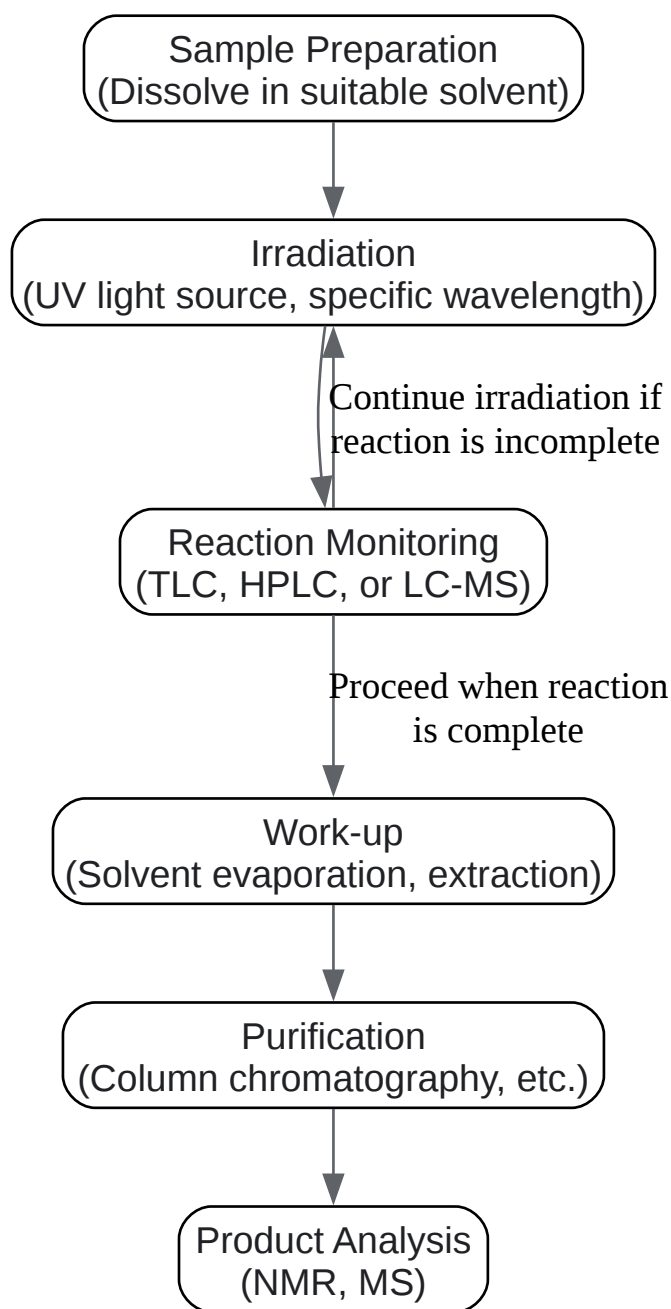 Sample Preparation
(Dissolve in suitable solvent)
Irradiation
(UV light source, specific wavelength)
Continue irradiation if
reaction is incomplete
Reaction Monitoring
(TLC, HPLC, or LC-MS)
Proceed when reaction
is complete
Work-up
(Solvent evaporation, extraction)
Purification
(Column chromatography, etc.)
Product Analysis
(NMR, MS)